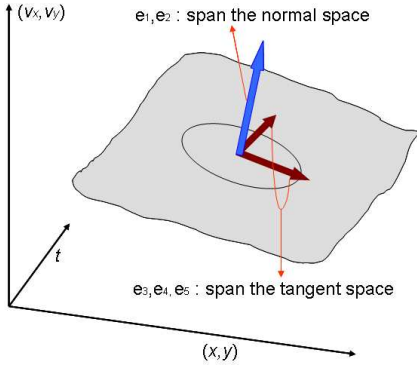 (vx,vy)
e1,e2 : span the normal space
t
e3,e4, e5 : span the tangent space
(x,y)